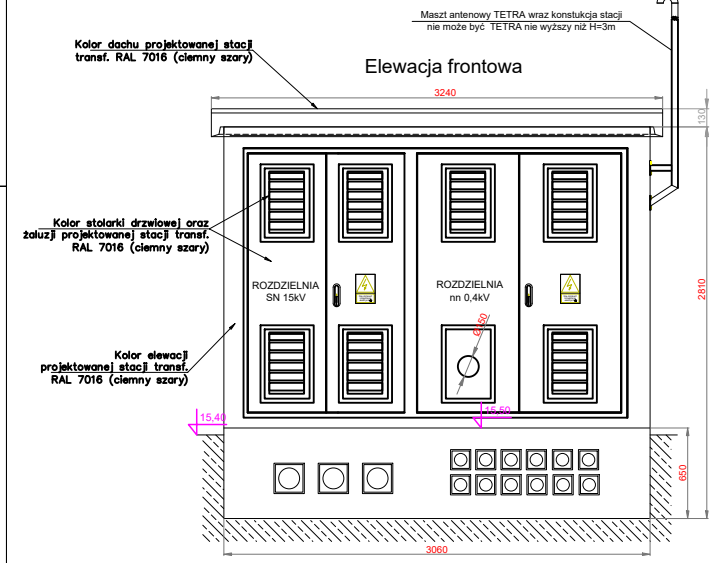 Maszt antenowy TETRA wraz konstukcja stacji
nie może być TETRA nie wyższy niż H=3m
Kolor dachu projektowanej stacji
transf. RAL 7016 (ciemny szary)
Elewacja frontowa
3240
130
Kolor stolarki drzwiowej oraz
żaluzji projektowanej stacji transf.
RAL 7016 (ciemny szary)
ROZDZIELNIA
SN 15kV
ROZDZIELNIA
nn 0,4kV
2810
Kolor elewacji
projektowanej stacji transf.
RAL 7016 (ciemny szary)
15,40
15,50
650
3060